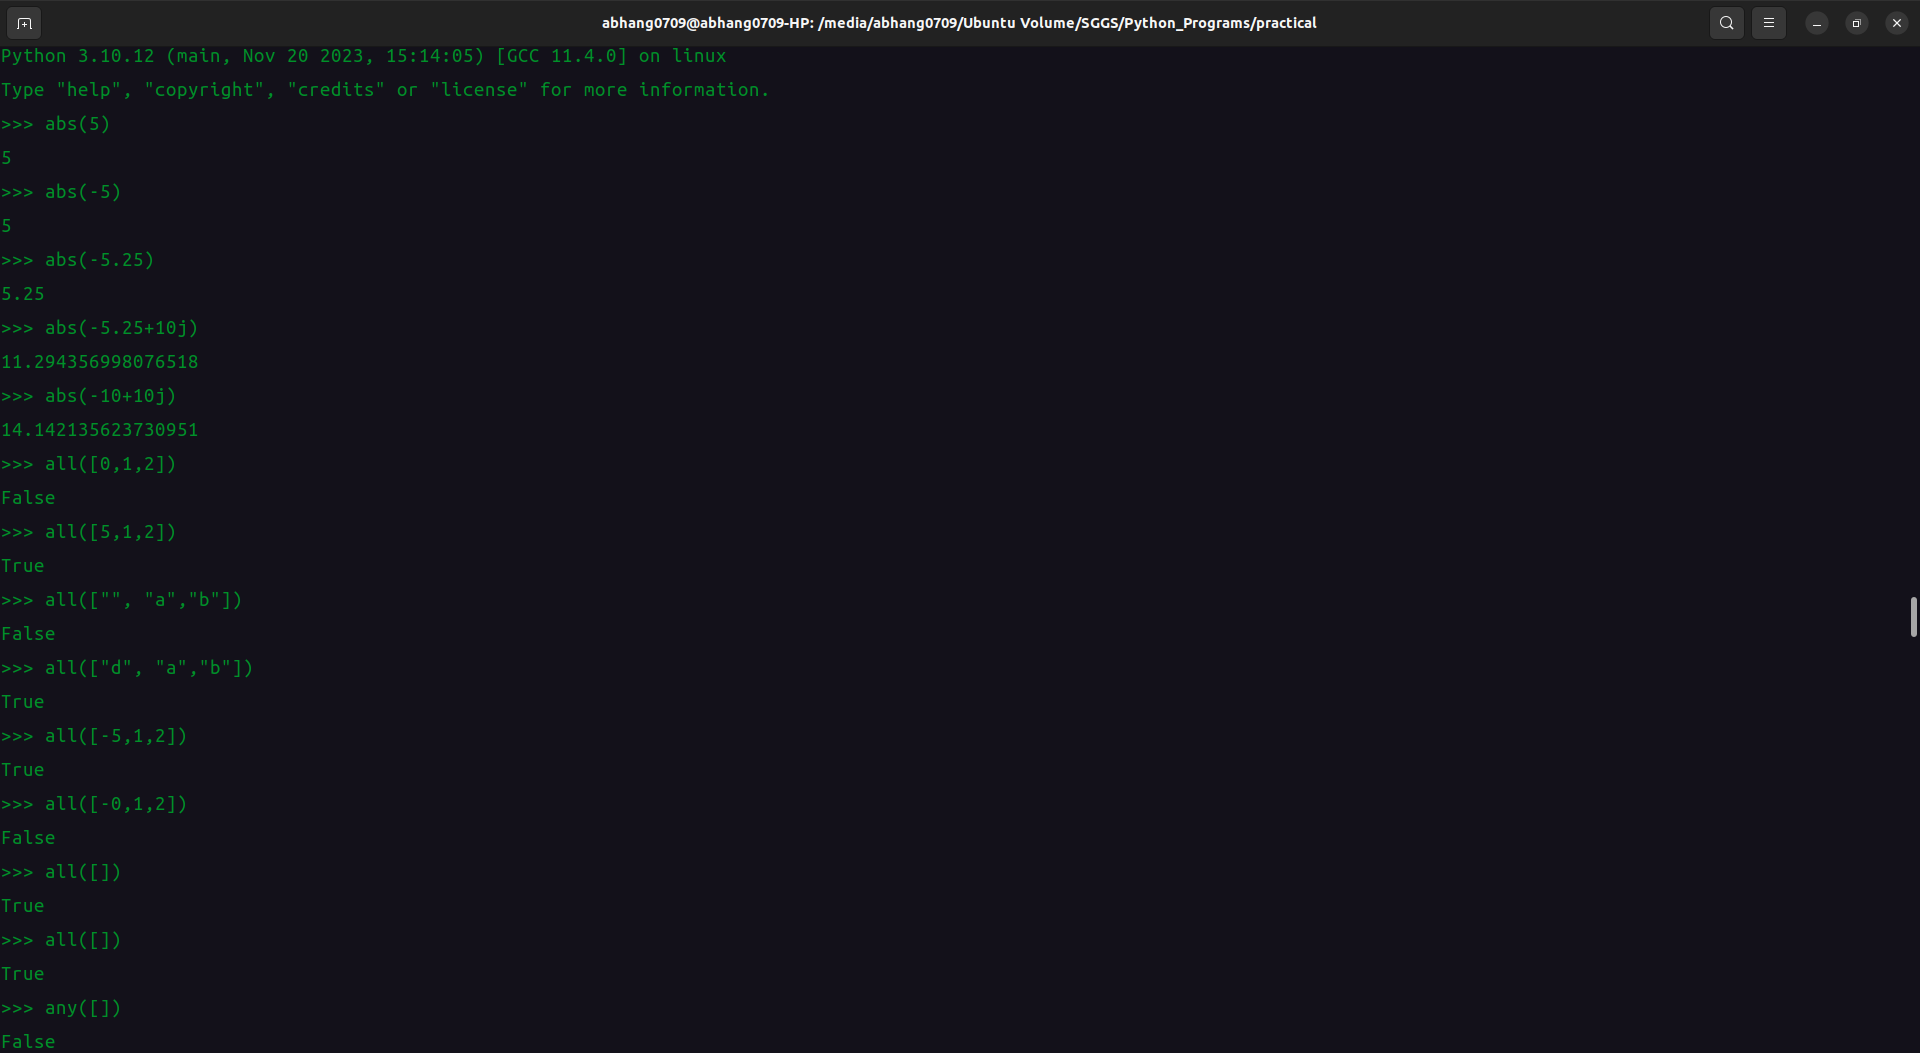 abhang0709@abhang0709-HP: /media/abhang0709/Ubuntu Volume/SGGS/Python_Programs/practical
Python 3.10.12 (main, Nov 20 2023, 15:14:05) [GCC 11.4.0] on linux
Type "help", "copyright", "credits" or "license" for more information.
>>> abs(5)
5
>>> abs(-5)
5
>>> abs(-5.25)
5.25
>>> abs(-5.25+10j)
11.294356998076518
>>> abs(-10+10j)
14.142135623730951
>>> all([0,1,2])
False
>>> all([5,1,2])
True
>>> all(["", "a","b"])
False
>>> all(["d", "a","b"])
True
>>> all([-5,1,2])
True
>>> all([-0,1,2])
False
>>> all([])
True
>>> all([])
True
>>> any([])
False